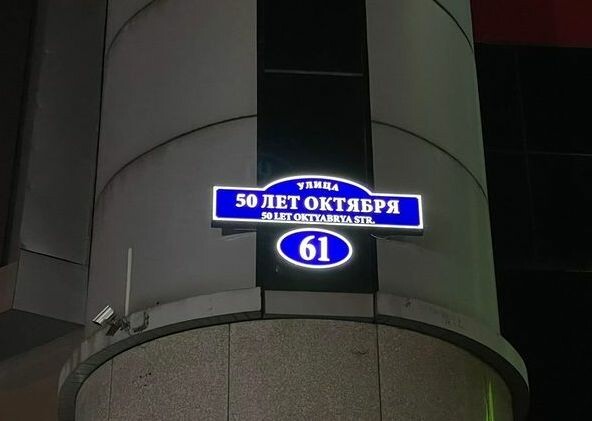 УЛИЦА
50 ЛЕТ ОКТЯБРЯ
50 LET OKTYABRYA STR.
61